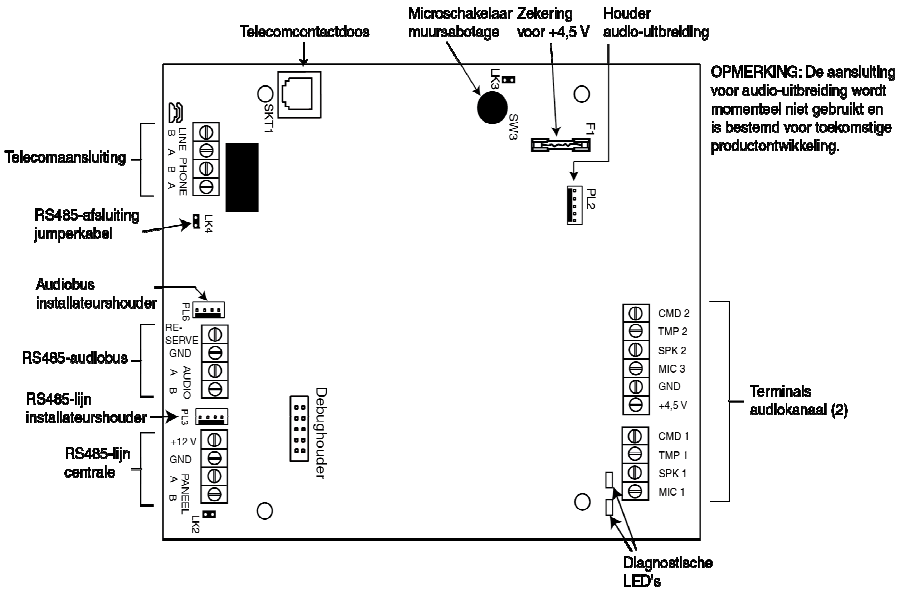 Telecomcontactdoos
Microschakelaar
muursabotage
Zekering
voor +4,5 V
Houder
audio-uitbreiding
OPMERKING: De aansluiting
voor audio-uitbreiding wordt
momenteel niet gebruikt en
is bestemd voor toekomstige
productontwikkeling.
SKT1
LK3
SW3
F1
PL2
Telecomaansluiting
B
A
LINE
B
A
PHONE
RS485-afsluiting
jumperkabel
LK4
Audiobus
installateurshouder
PL6
RS485-audiobus
RE-
SERVE
GND
A
B
AUDIO
RS485-lijn
installateurshouder
PL3
RS485-lijn
centrale
+12 V
GND
A
B
PANEEL
LK2
Debughouder
CMD 2
TMP 2
SPK 2
MIC 3
GND
+4,5 V
CMD 1
TMP I
SPK 1
MIC 1
Terminals
audiokanaal (2)
Diagnostische
LED's